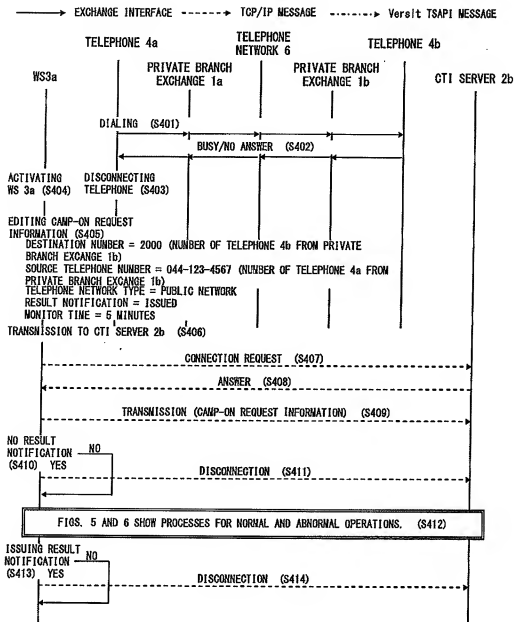 EXCHANGE INTERFACE
TCP/IP MESSAGE
Versit TSAPI MESSAGE
WS3a
TELEPHONE 4a
PRIVATE BRANCH
EXCHANGE 1a
TELEPHONE
NETWORK 6
PRIVATE BRANCH
EXCHANGE 1b
TELEPHONE 4b
CTI SERVER 2b
DIALING (S401)
BUSY/NO ANSWER (S402)
ACTIVATING
WS 3a (S404)
DISCONNECTING
TELEPHONE (S403)
EDITING CAMP-ON REQUEST
INFORMATION (S405)
DESTINATION NUMBER = 2000 (NUMBER OF TELEPHONE 4b FROM PRIVATE
BRANCH EXCANGE 1b)
SOURCE TELEPHONE NUMBER = 044-123-4567 (NUMBER OF TELEPHONE 4a FROM
PRIVATE BRANCH EXCANGE 1b)
TELEPHONE NETWORK TYPE = PUBLIC NETWORK
RESULT NOTIFICATION = ISSUED
MONITOR TIME = 5 MINUTES
TRANSMISSION TO CTI SERVER 2b (S406)
CONNECTION REQUEST (S407)
ANSWER (S408)
TRANSMISSION (CAMP-ON REQUEST INFORMATION) (S409)
NO RESULT
NOTIFICATION NO
(S410) YES
DISCONNECTION (S411)
FIGS. 5 AND 6 SHOW PROCESSES FOR NORMAL AND ABNORMAL OPERATIONS. (S412)
ISSUING RESULT
NOTIFICATION NO
(S413) YES
DISCONNECTION (S414)